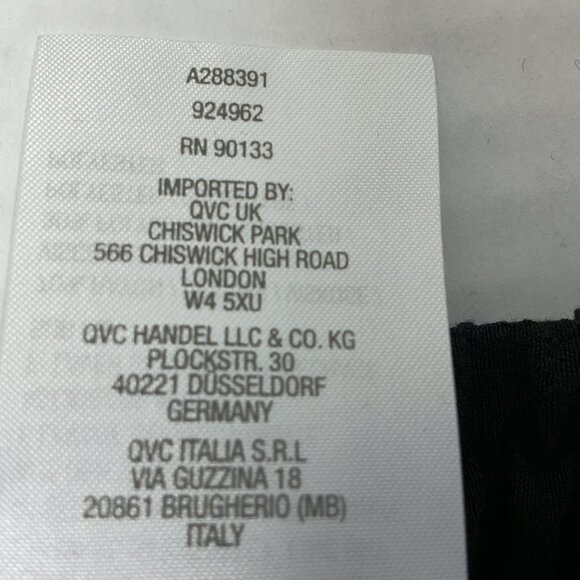 A288391
924962
RN 90133
IMPORTED BY:
QVC UK
CHISWICK PARK
566 CHISWICK HIGH ROAD
LONDON
W4 5XU
QVC HANDEL LLC & CO. KG
PLOCKSTR. 30
40221 DÜSSELDORF
GERMANY
QVC ITALIA S.R.L
VIA GUZZINA 18
20861 BRUGHERIO (MB)
ITALY